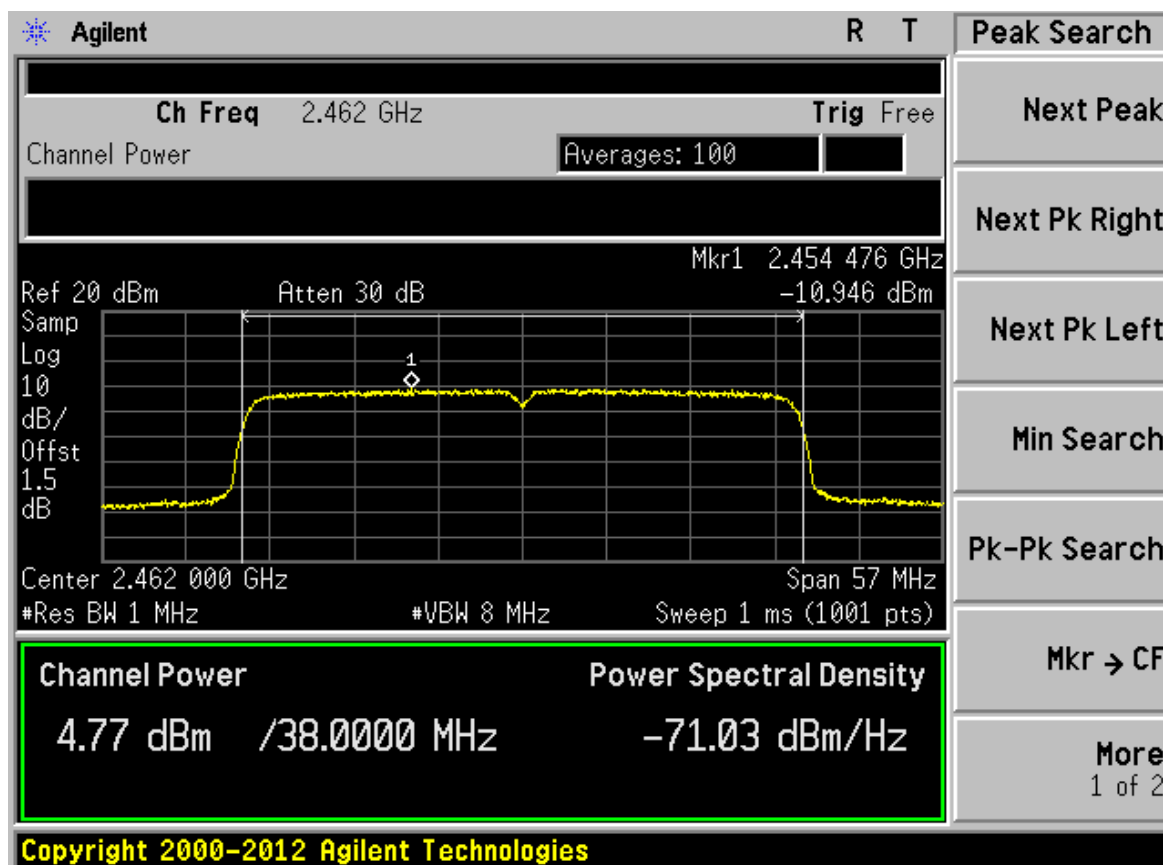 Agilent R T Peak Search
Ch Freq 2.462 GHz Trig Free
Channel Power Averages: 100
Mkr1 2.454 476 GHz
Ref 20 dBm Atten 30 dB -10.946 dBm
Samp
Log
10
dB/
Offst
1.5
dB
1
Center 2.462 000 GHz Span 57 MHz
#Res BW 1 MHz #VBW 8 MHz Sweep 1 ms (1001 pts)
Channel Power Power Spectral Density
4.77 dBm /38.0000 MHz -71.03 dBm/Hz
Next Peak
Next Pk Right
Next Pk Left
Min Search
Pk-Pk Search
Mkr → CF
More
1 of 2
Copyright 2000-2012 Agilent Technologies